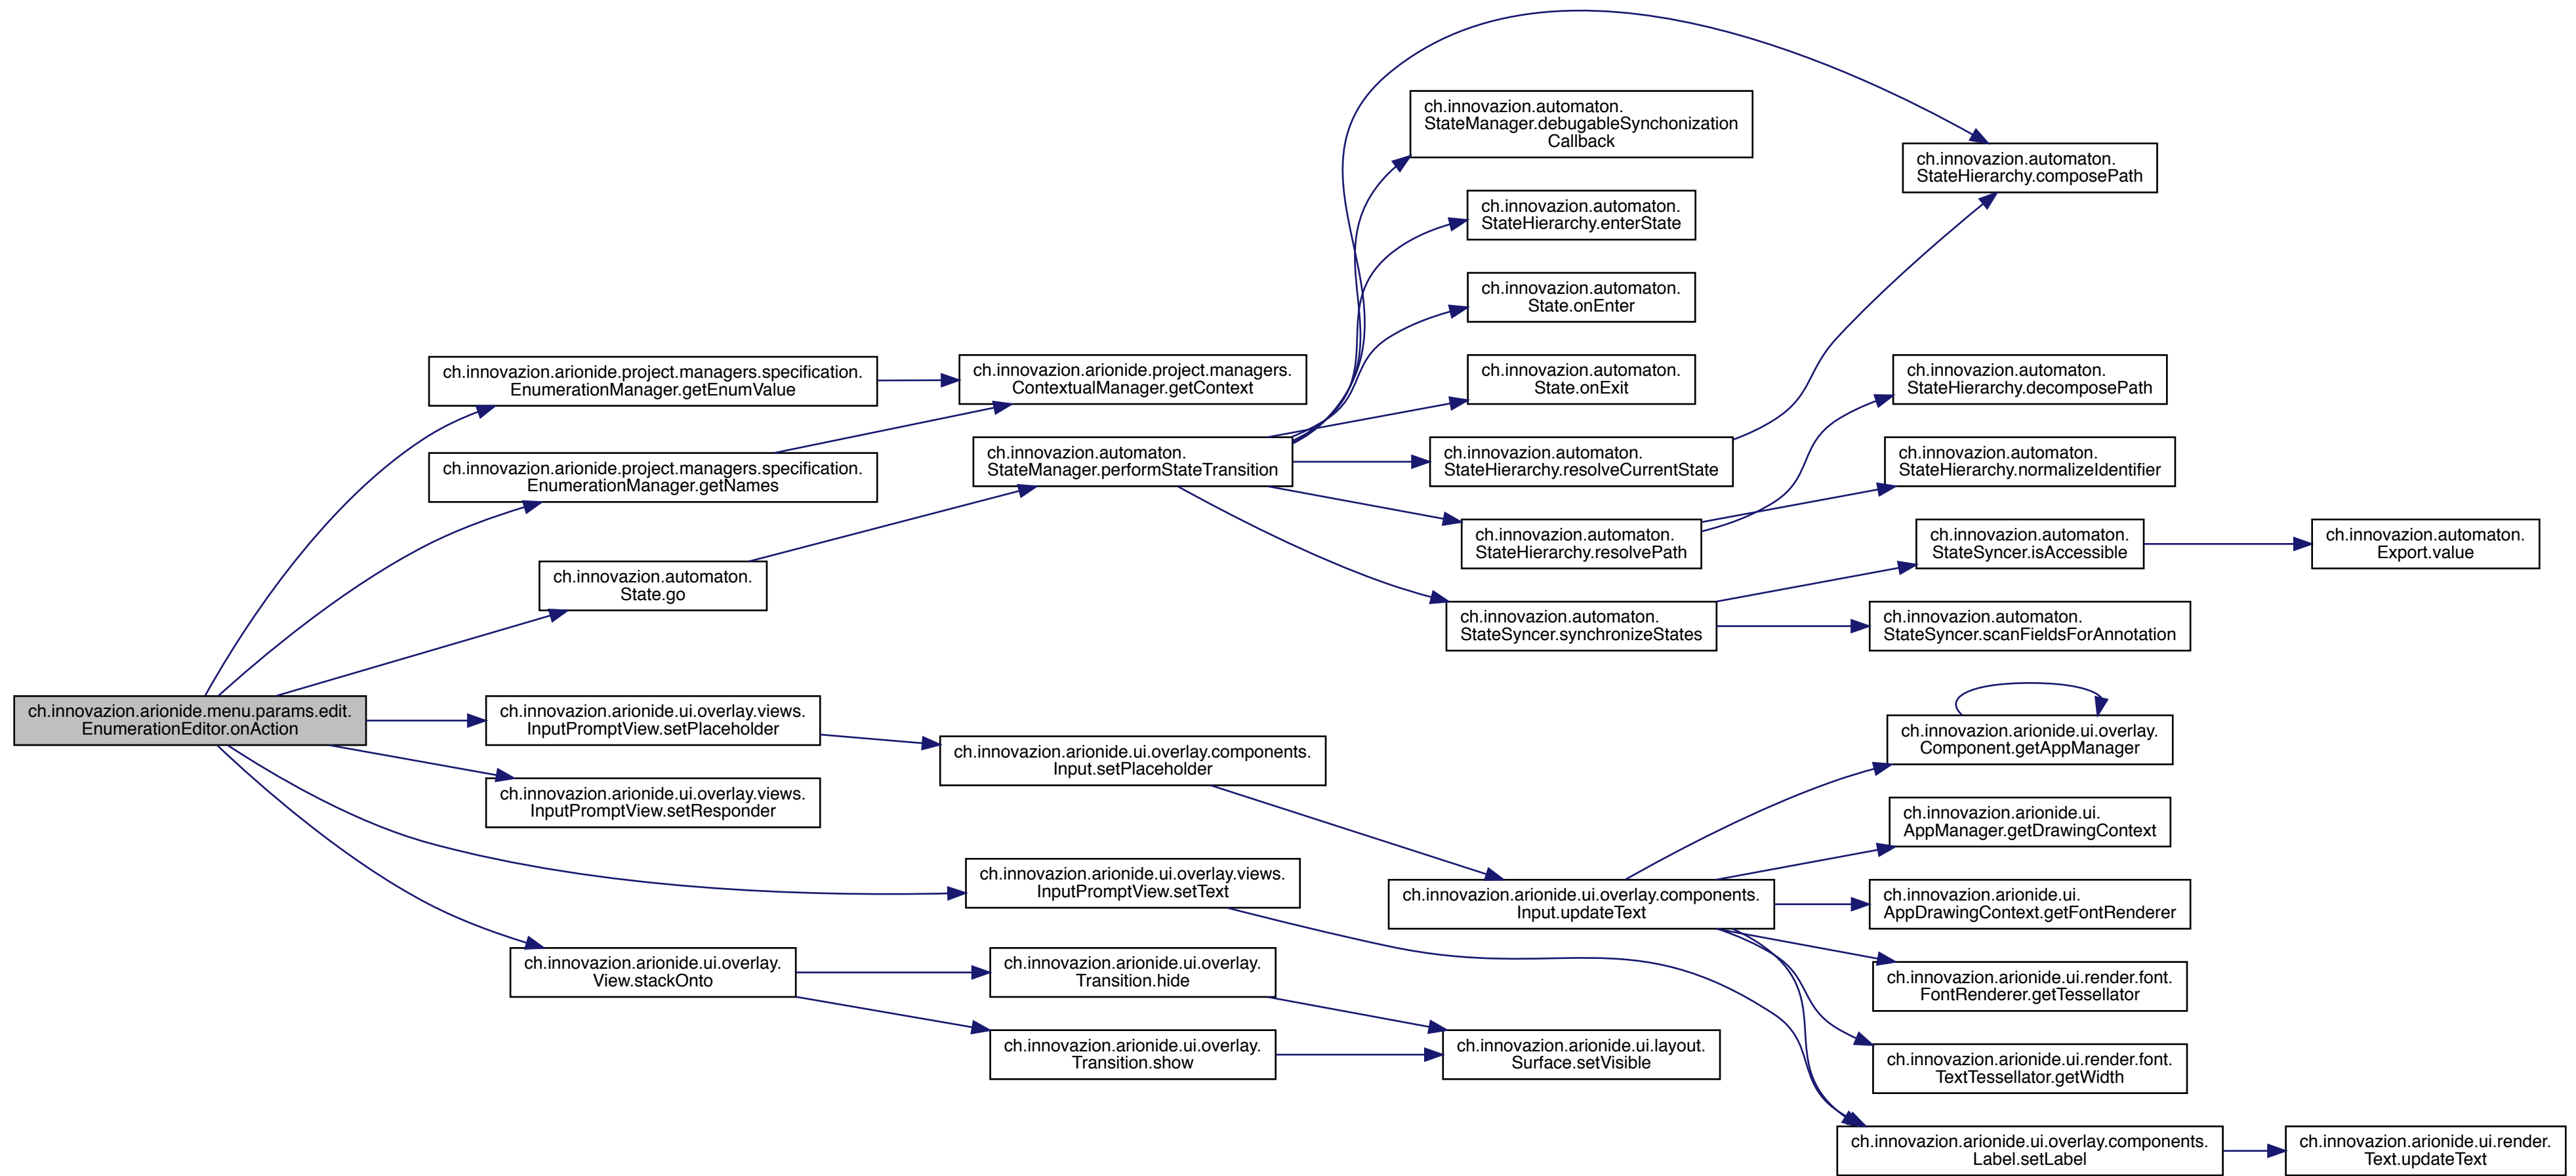 ch.innovazion.arionide.menu.params.edit.
EnumerationEditor.onAction
ch.innovazion.arionide.project.managers.specification.
EnumerationManager.getEnumValue
ch.innovazion.arionide.project.managers.specification.
EnumerationManager.getNames
ch.innovazion.automaton.
State.go
ch.innovazion.arionide.ui.overlay.views.
InputPromptView.setPlaceholder
ch.innovazion.arionide.ui.overlay.views.
InputPromptView.setResponder
ch.innovazion.arionide.ui.overlay.
View.stackOnto
ch.innovazion.arionide.project.managers.
ContextualManager.getContext
ch.innovazion.automaton.
StateManager.performStateTransition
ch.innovazion.arionide.ui.overlay.components.
Input.setPlaceholder
ch.innovazion.arionide.ui.overlay.views.
InputPromptView.setText
ch.innovazion.arionide.ui.overlay.
Transition.hide
ch.innovazion.arionide.ui.overlay.
Transition.show
ch.innovazion.automaton.
StateManager.debugableSynchonization
Callback
ch.innovazion.automaton.
StateHierarchy.enterState
ch.innovazion.automaton.
State.onEnter
ch.innovazion.automaton.
State.onExit
ch.innovazion.automaton.
StateHierarchy.resolveCurrentState
ch.innovazion.automaton.
StateHierarchy.resolvePath
ch.innovazion.automaton.
StateSyncer.synchronizeStates
ch.innovazion.arionide.ui.overlay.components.
Input.updateText
ch.innovazion.arionide.ui.layout.
Surface.setVisible
ch.innovazion.automaton.
StateHierarchy.composePath
ch.innovazion.automaton.
StateHierarchy.decomposePath
ch.innovazion.automaton.
StateHierarchy.normalizeIdentifier
ch.innovazion.automaton.
StateSyncer.isAccessible
ch.innovazion.automaton.
StateSyncer.scanFieldsForAnnotation
ch.innovazion.arionide.ui.overlay.
Component.getAppManager
ch.innovazion.arionide.ui.
AppManager.getDrawingContext
ch.innovazion.arionide.ui.
AppDrawingContext.getFontRenderer
ch.innovazion.arionide.ui.render.font.
FontRenderer.getTessellator
ch.innovazion.arionide.ui.render.font.
TextTessellator.getWidth
ch.innovazion.arionide.ui.overlay.components.
Label.setLabel
ch.innovazion.automaton.
Export.value
ch.innovazion.arionide.ui.render.
Text.updateText